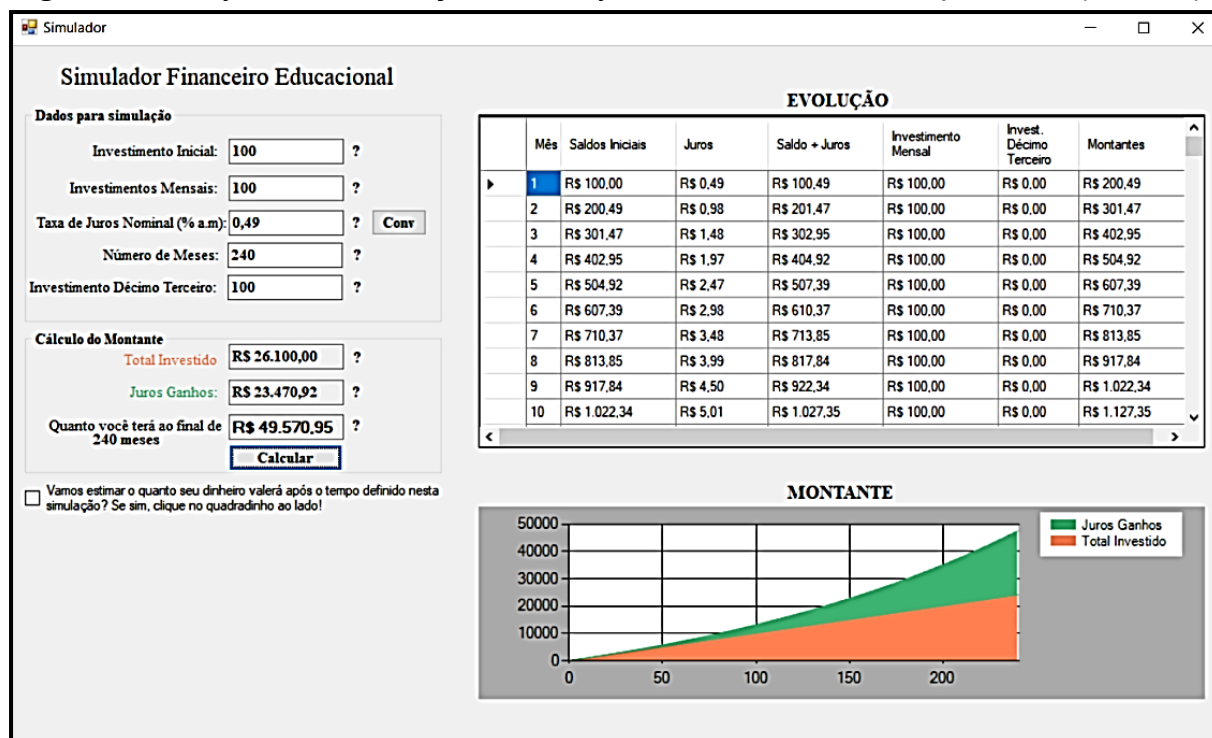 Simulador
Simulador Financeiro Educacional
Dados para simulação
Investimento Inicial: 100 ?
Investimentos Mensais: 100 ?
Taxa de Juros Nominal (% a.m): 0,49 ? Conv
Número de Meses: 240 ?
Investimento Décimo Terceiro: 100 ?
Cálculo do Montante
Total Investido R$ 26.100,00 ?
Juros Ganhos: R$ 23.470,92 ?
Quanto você terá ao final de
240 meses
R$ 49.570,95 ?
Calcular
Vamos estimar o quanto seu dinheiro valerá após o tempo definido nesta
simulação? Se sim, clique no quadradinho ao lado!
EVOLUÇÃO
Mês Saldos Iniciais Juros Saldo + Juros Investimento Mensal Invest. Décimo Terceiro Montantes
1 R$ 100,00 R$ 0,49 R$ 100,49 R$ 100,00 R$ 0,00 R$ 200,49
2 R$ 200,49 R$ 0,98 R$ 201,47 R$ 100,00 R$ 0,00 R$ 301,47
3 R$ 301,47 R$ 1,48 R$ 302,95 R$ 100,00 R$ 0,00 R$ 402,95
4 R$ 402,95 R$ 1,97 R$ 404,92 R$ 100,00 R$ 0,00 R$ 504,92
5 R$ 504,92 R$ 2,47 R$ 507,39 R$ 100,00 R$ 0,00 R$ 607,39
6 R$ 607,39 R$ 2,98 R$ 610,37 R$ 100,00 R$ 0,00 R$ 710,37
7 R$ 710,37 R$ 3,48 R$ 713,85 R$ 100,00 R$ 0,00 R$ 813,85
8 R$ 813,85 R$ 3,99 R$ 817,84 R$ 100,00 R$ 0,00 R$ 917,84
9 R$ 917,84 R$ 4,50 R$ 922,34 R$ 100,00 R$ 0,00 R$ 1.022,34
10 R$ 1.022,34 R$ 5,01 R$ 1.027,35 R$ 100,00 R$ 0,00 R$ 1.127,35
MONTANTE
50000
40000
30000
20000
10000
0
0 50 100 150 200
Juros Ganhos
Total Investido